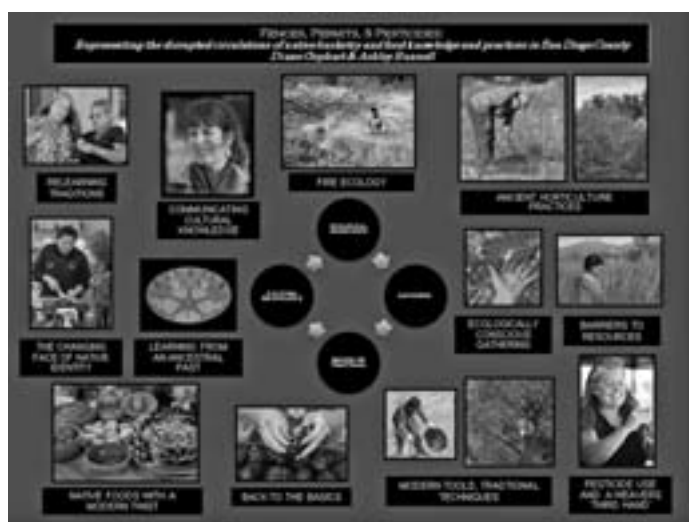 FENCES, PERMITS, & PESTICIDES:
Representing the disrupted circulations of native basketry and food knowledge and practices in San Diego County
RELEARNING
TRADITIONS
COMMUNICATING
CULTURAL
KNOWLEDGE
FIRE ECOLOGY
ANCIENT HORTICULTURE
PRACTICES
THE CHANGING
FACE OF NATIVE
IDENTITY
LEARNING FROM
AN ANCESTRAL
PAST
ECOLOGICALLY
CONSCIOUS
GATHERING
BARRIERS TO
RESOURCES
NATIVE FOODS WITH A
MODERN TWIST
BACK TO THE BASICS
MODERN TOOLS, TRADITIONAL
TECHNIQUES
PESTICIDE USE
AND A WEAVERS
'THIRD HAND'